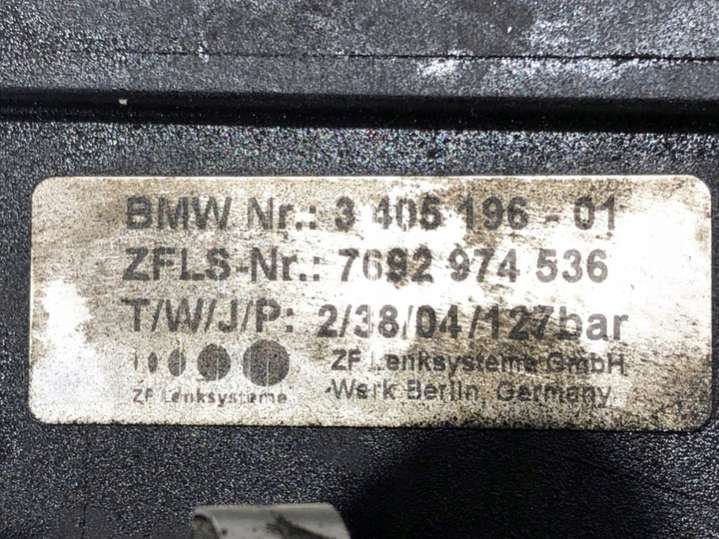 BMW Nr.: 3 405 196 - 01
ZFLS-Nr.: 7692 974 536
T/W/J/P: 2/38/04/127bar
ZF Lenksysteme GmbH
Werk Berlin, Germany
ZF Lenksysteme